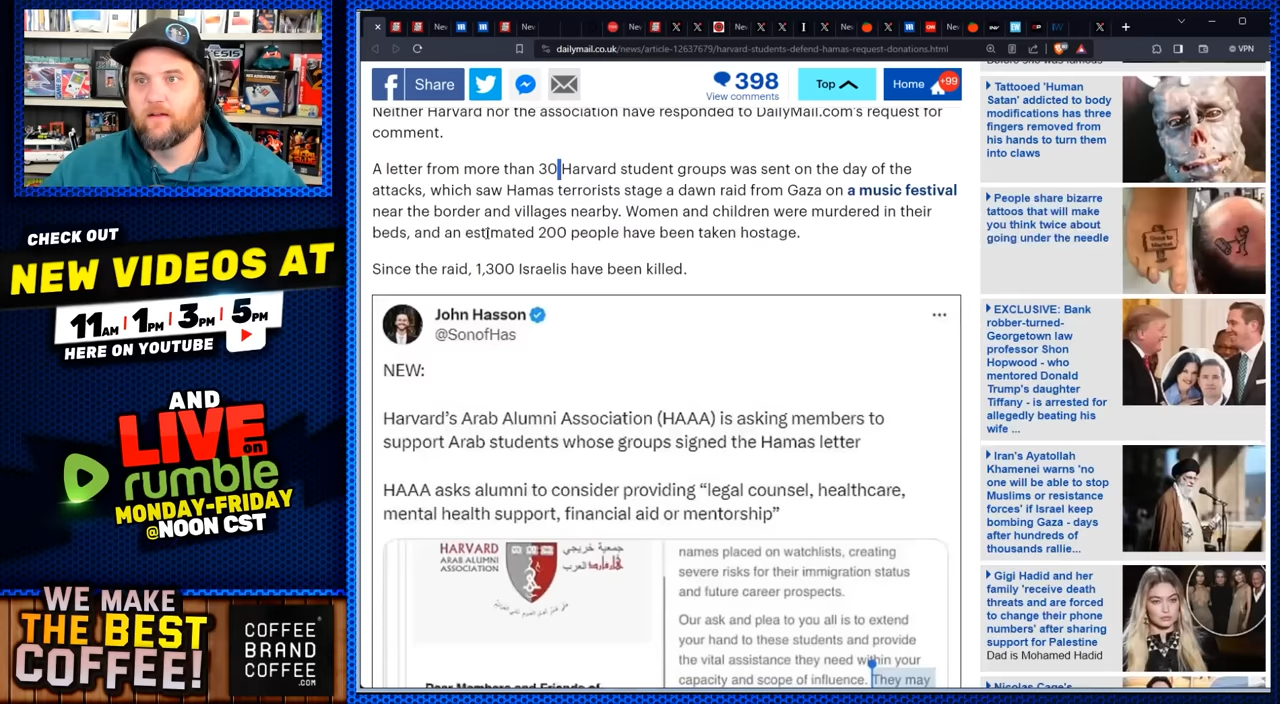 CHECK OUT
NEW VIDEOS AT
11AM | 1PM | 3PM | 5PM
HERE ON YOUTUBE
AND
LIVE on
rumble
MONDAY-FRIDAY
@NOON CST
WE MAKE
THE BEST
COFFEE!
COFFEE
BRAND
COFFEE
.COM
GENESIS
dailymail.co.uk/news/article-12637679/harvard-students-defend-hamas-request-donations.html
VPN
Share
398
View comments
Top
Home
+99
Neither Harvard nor the association have responded to DailyMail.com's request for
comment.
A letter from more than 30 Harvard student groups was sent on the day of the
attacks, which saw Hamas terrorists stage a dawn raid from Gaza on a music festival
near the border and villages nearby. Women and children were murdered in their
beds, and an estimated 200 people have been taken hostage.
Since the raid, 1,300 Israelis have been killed.
John Hasson
@SonofHas
NEW:
Harvard's Arab Alumni Association (HAAA) is asking members to
support Arab students whose groups signed the Hamas letter
HAAA asks alumni to consider providing “legal counsel, healthcare,
mental health support, financial aid or mentorship”
HARVARD
ARAB ALUMNI
ASSOCIATION
جمعية خريجي
هارفارد العرب
names placed on watchlists, creating
severe risks for their immigration status
and future career prospects.
Our ask and plea to you all is to extend
your hand to these students and provide
the vital assistance they need within your
capacity and scope of influence. They may
Dear Members and Friends of
Before she was famous
Tattooed 'Human
Satan' addicted to body
modifications has three
fingers removed from
his hands to turn them
into claws
People share bizarre
tattoos that will make
you think twice about
going under the needle
EXCLUSIVE: Bank
robber-turned-
Georgetown law
professor Shon
Hopwood - who
mentored Donald
Trump's daughter
Tiffany - is arrested for
allegedly beating his
wife ...
Iran's Ayatollah
Khamenei warns 'no
one will be able to stop
Muslims or resistance
forces' if Israel keep
bombing Gaza - days
after hundreds of
thousands rallie...
Gigi Hadid and her
family 'receive death
threats and are forced
to change their phone
numbers' after sharing
support for Palestine
Dad is Mohamed Hadid
Nicolas Cage's